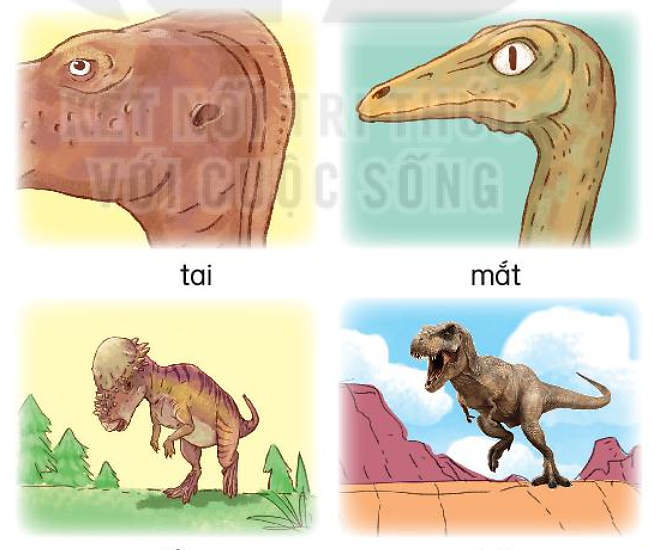 KẾT NỐI TRI THỨC
VỚI CUỘC SỐNG
tai
mắt